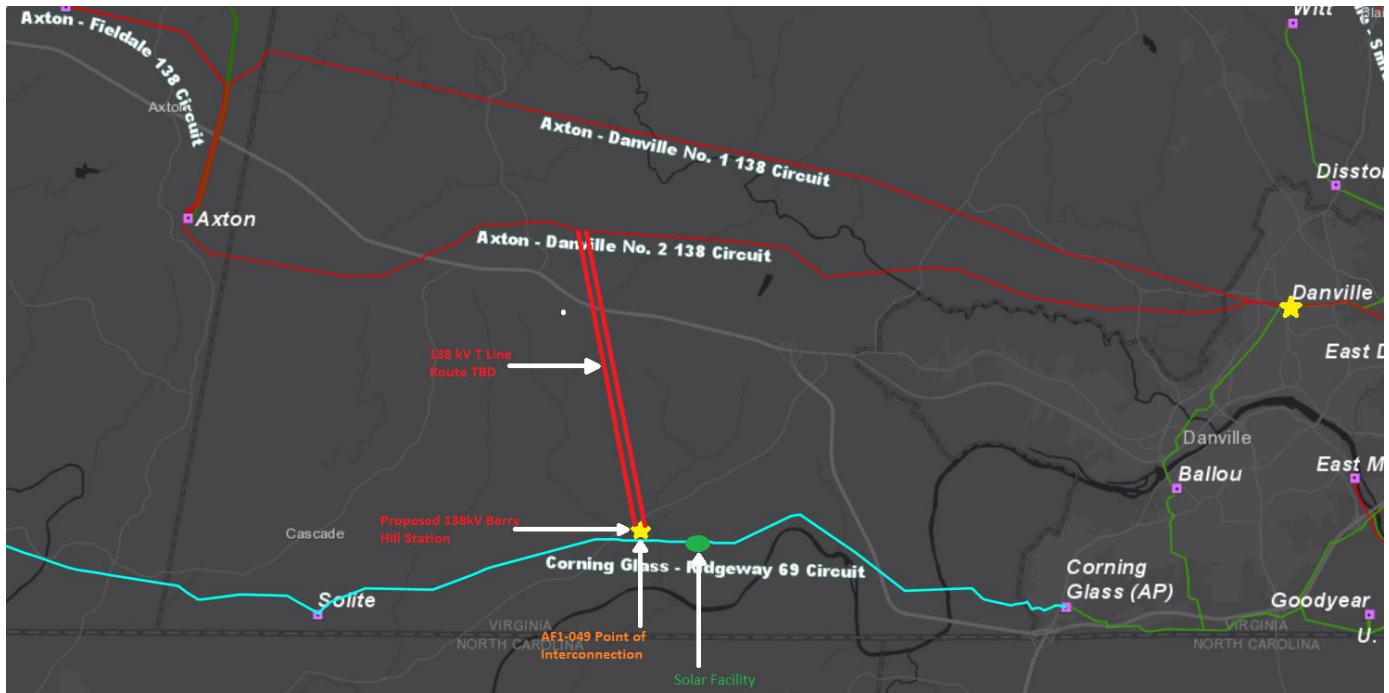 Witt
Axton - Fieldale 138 Circuit
Axton
Axton - Danville No. 1 138 Circuit
Axton
Axton - Danville No. 2 138 Circuit
Danville
East D
138 kV T Line
Route TBD
Danville
Ballou
East M
Proposed 138kV Berry
Hill Station
Cascade
Corning Glass - Ridgeway 69 Circuit
Corning
Glass (AP)
Solite
Goodyear
U.
VIRGINIA
NORTH CAROLINA
VIRGINIA
NORTH CAROLINA
AF1-049 Point of
Interconnection
Solar Facility